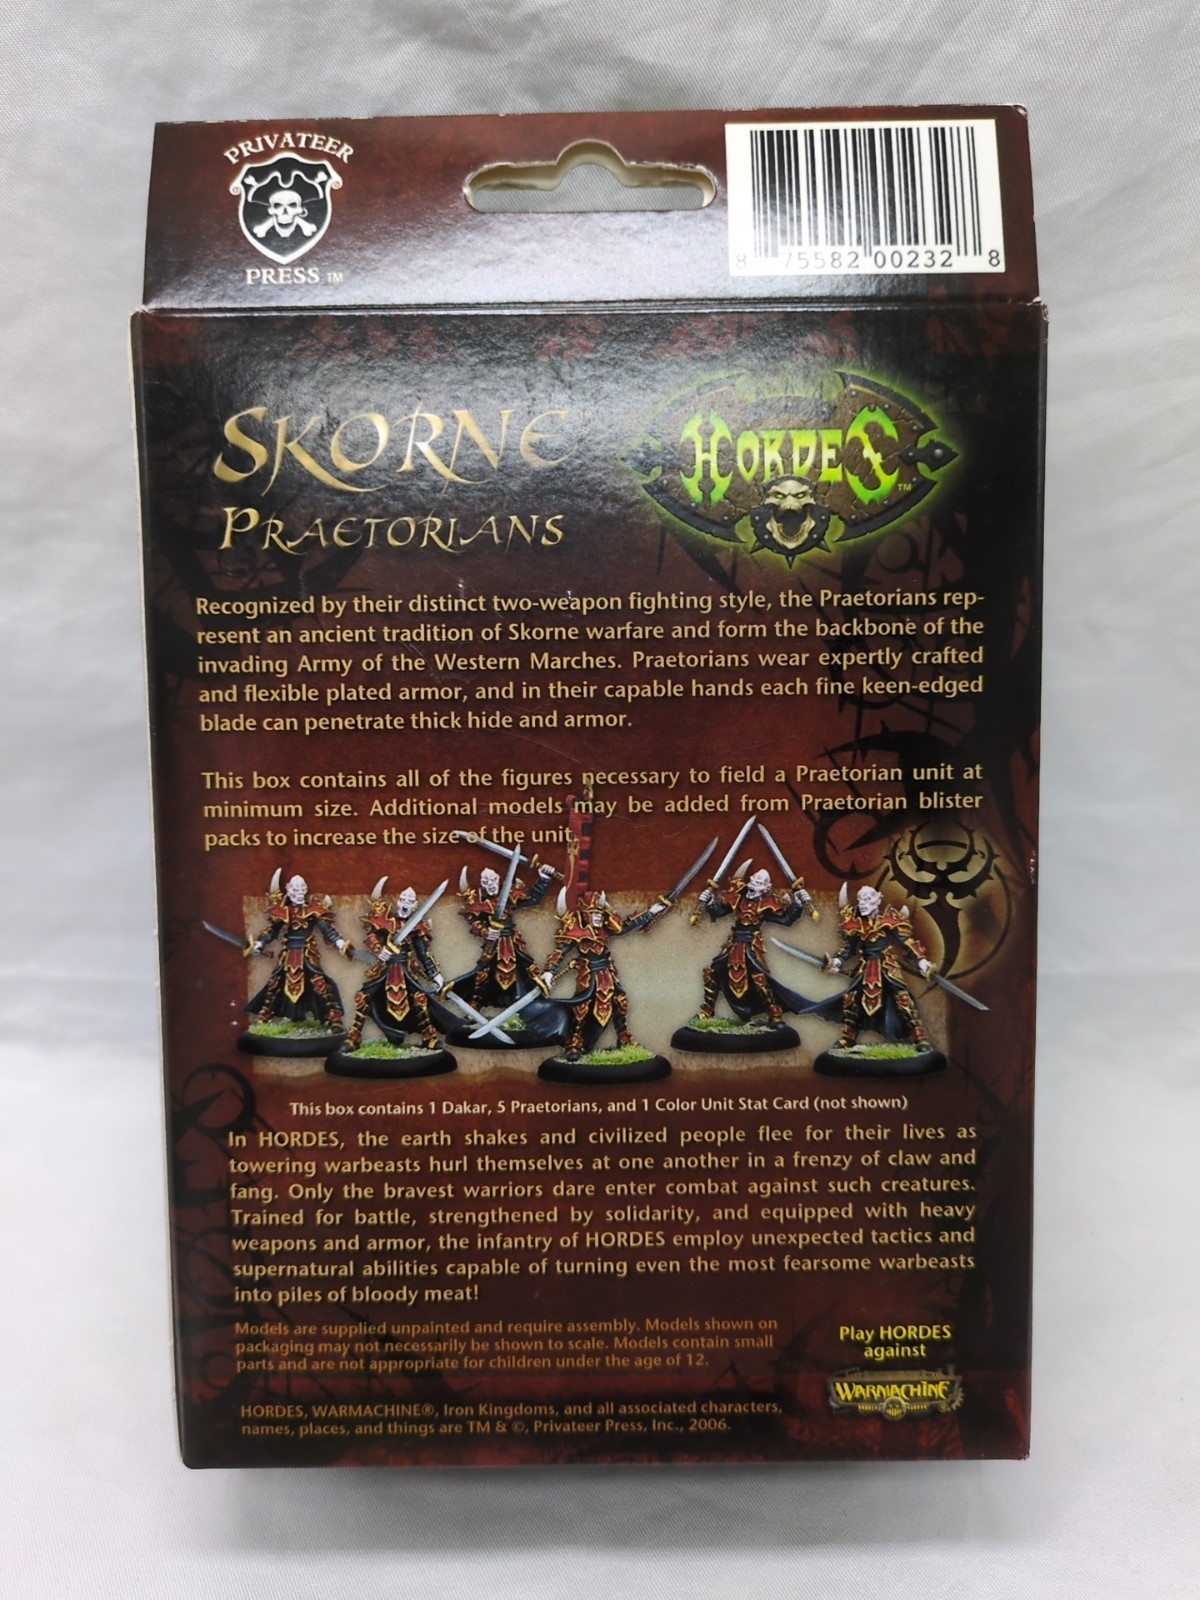 PRIVATEER
PRESS TM
8 75582 00232 8
SKORNE
HORDES TM
PRAETORIANS
Recognized by their distinct two-weapon fighting style, the Praetorians rep-
resent an ancient tradition of Skorne warfare and form the backbone of the
invading Army of the Western Marches. Praetorians wear expertly crafted
and flexible plated armor, and in their capable hands each fine keen-edged
blade can penetrate thick hide and armor.
This box contains all of the figures necessary to field a Praetorian unit at
minimum size. Additional models may be added from Praetorian blister
packs to increase the size of the unit.
This box contains 1 Dakar, 5 Praetorians, and 1 Color Unit Stat Card (not shown)
In HORDES, the earth shakes and civilized people flee for their lives as
towering warbeasts hurl themselves at one another in a frenzy of claw and
fang. Only the bravest warriors dare enter combat against such creatures.
Trained for battle, strengthened by solidarity, and equipped with heavy
weapons and armor, the infantry of HORDES employ unexpected tactics and
supernatural abilities capable of turning even the most fearsome warbeasts
into piles of bloody meat!
Models are supplied unpainted and require assembly. Models shown on
packaging may not necessarily be shown to scale. Models contain small
parts and are not appropriate for children under the age of 12.
Play HORDES
against
WARMACHINE
HORDES, WARMACHINE®, Iron Kingdoms, and all associated characters,
names, places, and things are TM & ©, Privateer Press, Inc., 2006.